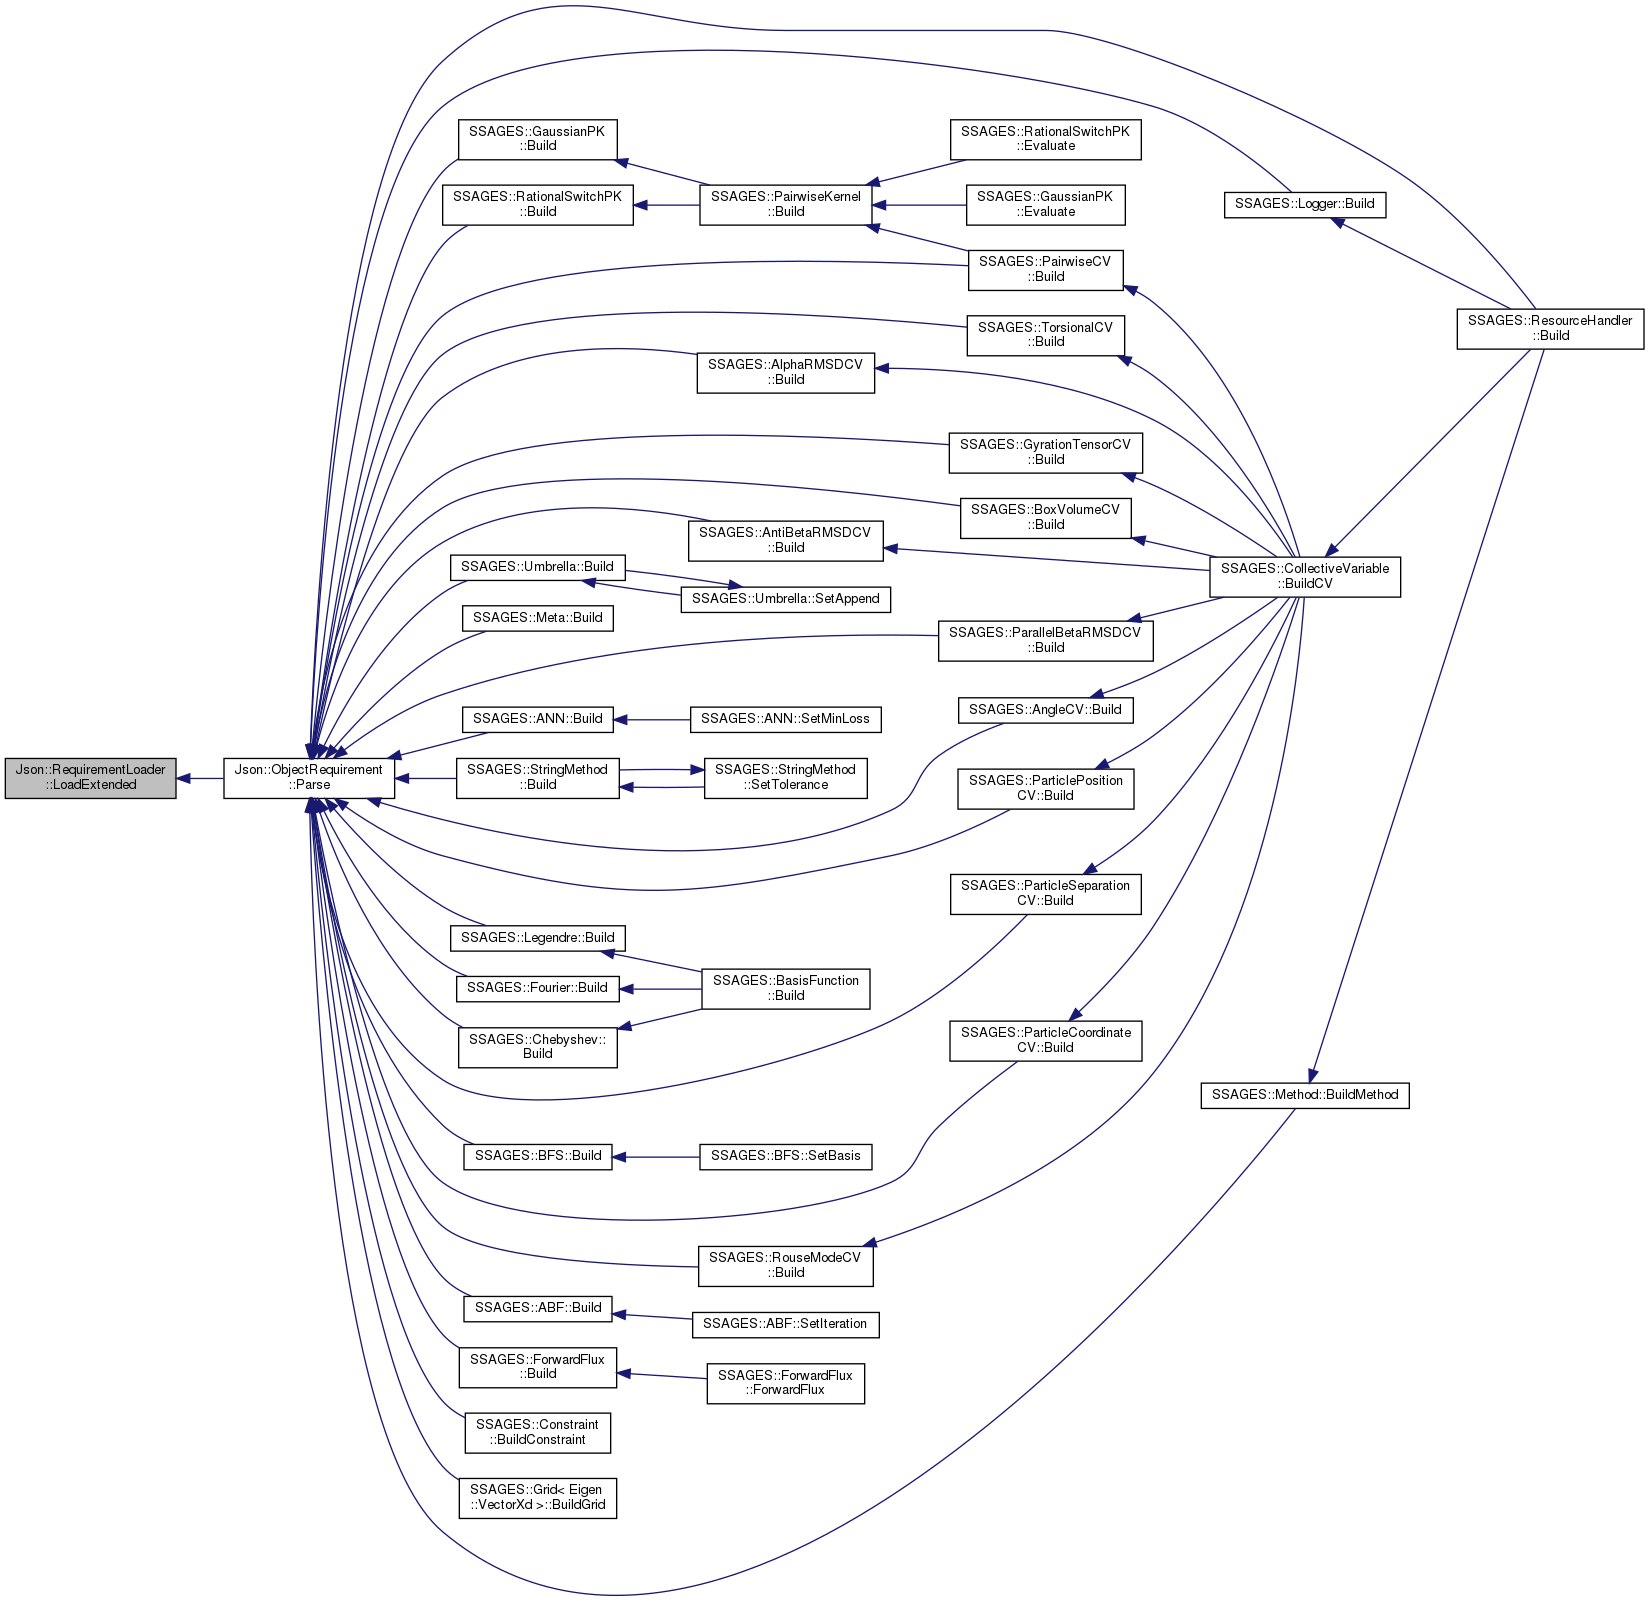 SSAGES::GaussianPK
::Build
SSAGES::RationalSwitchPK
::Evaluate
SSAGES::RationalSwitchPK
::Build
SSAGES::PairwiseKernel
::Build
SSAGES::GaussianPK
::Evaluate
SSAGES::Logger::Build
SSAGES::PairwiseCV
::Build
SSAGES::TorsionalCV
::Build
SSAGES::ResourceHandler
::Build
SSAGES::AlphaRMSDCV
::Build
SSAGES::GyrationTensorCV
::Build
SSAGES::BoxVolumeCV
::Build
SSAGES::AntiBetaRMSDCV
::Build
SSAGES::Umbrella::Build
SSAGES::CollectiveVariable
::BuildCV
SSAGES::Umbrella::SetAppend
SSAGES::Meta::Build
SSAGES::ParallelBetaRMSDCV
::Build
SSAGES::ANN::Build
SSAGES::ANN::SetMinLoss
SSAGES::AngleCV::Build
Json::RequirementLoader
::LoadExtended
Json::ObjectRequirement
::Parse
SSAGES::StringMethod
::Build
SSAGES::StringMethod
::SetTolerance
SSAGES::ParticlePosition
CV::Build
SSAGES::ParticleSeparation
CV::Build
SSAGES::Legendre::Build
SSAGES::Fourier::Build
SSAGES::BasisFunction
::Build
SSAGES::Chebyshev::
Build
SSAGES::ParticleCoordinate
CV::Build
SSAGES::Method::BuildMethod
SSAGES::BFS::Build
SSAGES::BFS::SetBasis
SSAGES::RouseModeCV
::Build
SSAGES::ABF::Build
SSAGES::ABF::SetIteration
SSAGES::ForwardFlux
::Build
SSAGES::ForwardFlux
::ForwardFlux
SSAGES::Constraint
::BuildConstraint
SSAGES::Grid< Eigen
::VectorXd >::BuildGrid